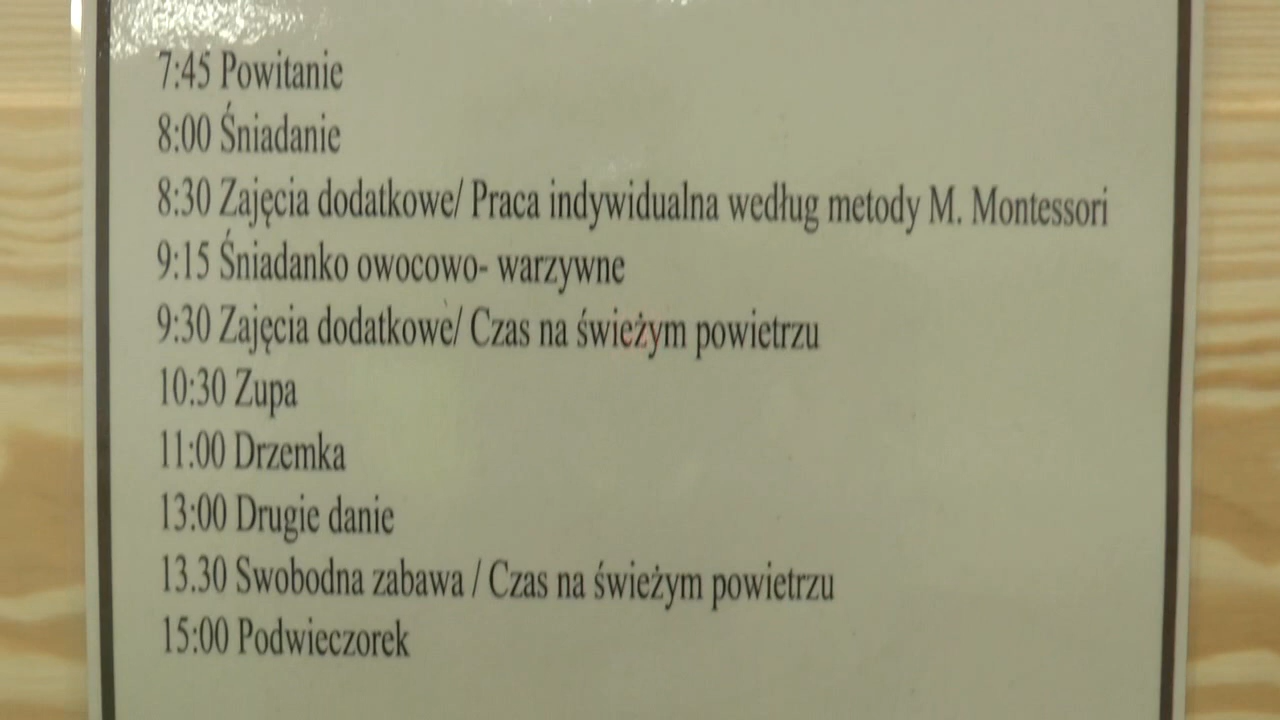 7:45 Powitanie
8:00 Śniadanie
8:30 Zajęcia dodatkowe/ Praca indywidualna według metody M. Montessori
9:15 Śniadanko owocowo- warzywne
9:30 Zajęcia dodatkowe/ Czas na świeżym powietrzu
10:30 Zupa
11:00 Drzemka
13:00 Drugie danie
13.30 Swobodna zabawa / Czas na świeżym powietrzu
15:00 Podwieczorek